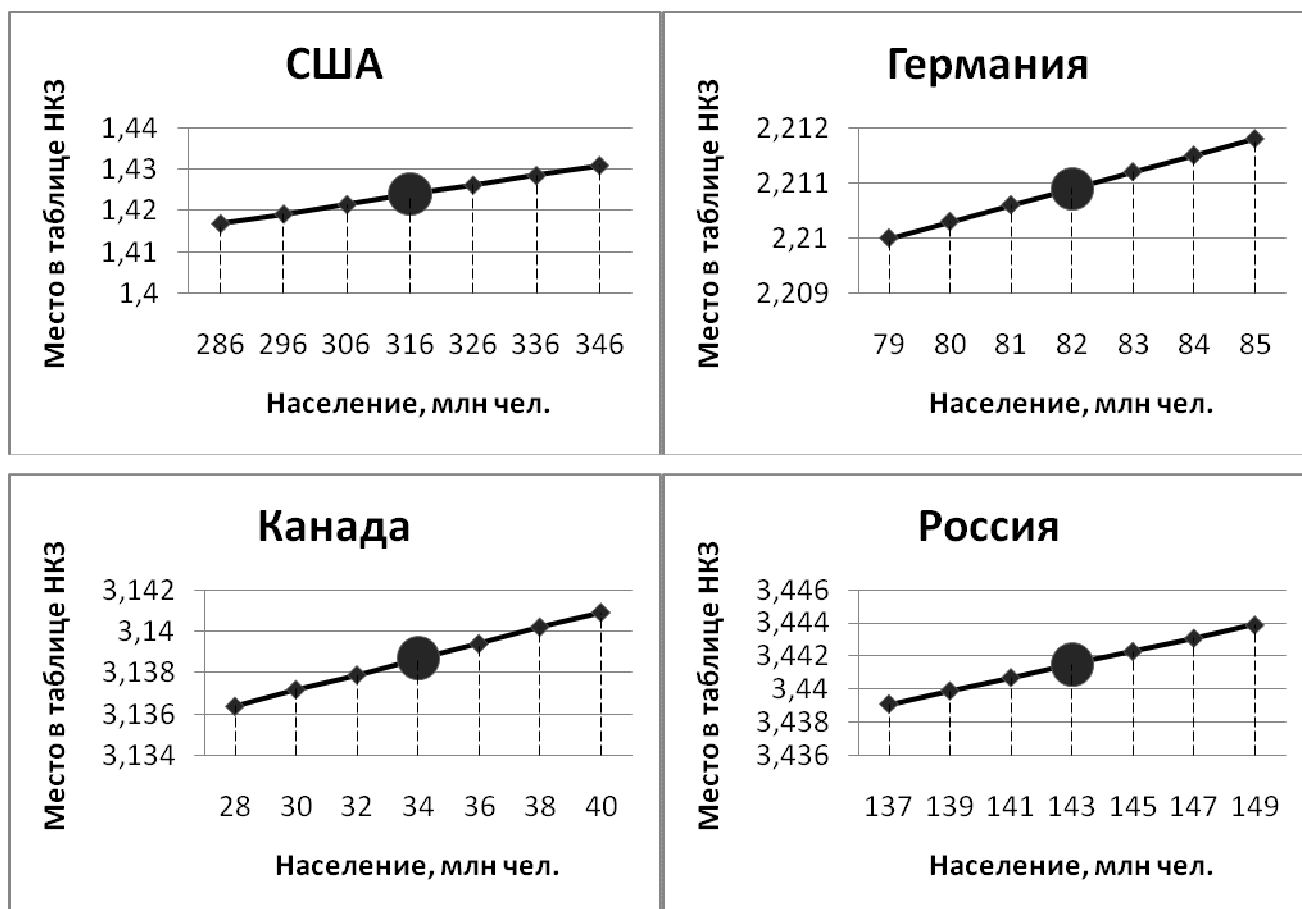 США
Место в таблице НКЗ
1,44
1,43
1,42
1,41
1,4
286 296 306 316 326 336 346
Население, млн чел.
Германия
Место в таблице НКЗ
2,212
2,211
2,21
2,209
79 80 81 82 83 84 85
Население, млн чел.
Канада
Место в таблице НКЗ
3,142
3,14
3,138
3,136
3,134
28 30 32 34 36 38 40
Население, млн чел.
Россия
Место в таблице НКЗ
3,446
3,444
3,442
3,44
3,438
3,436
137 139 141 143 145 147 149
Население, млн чел.